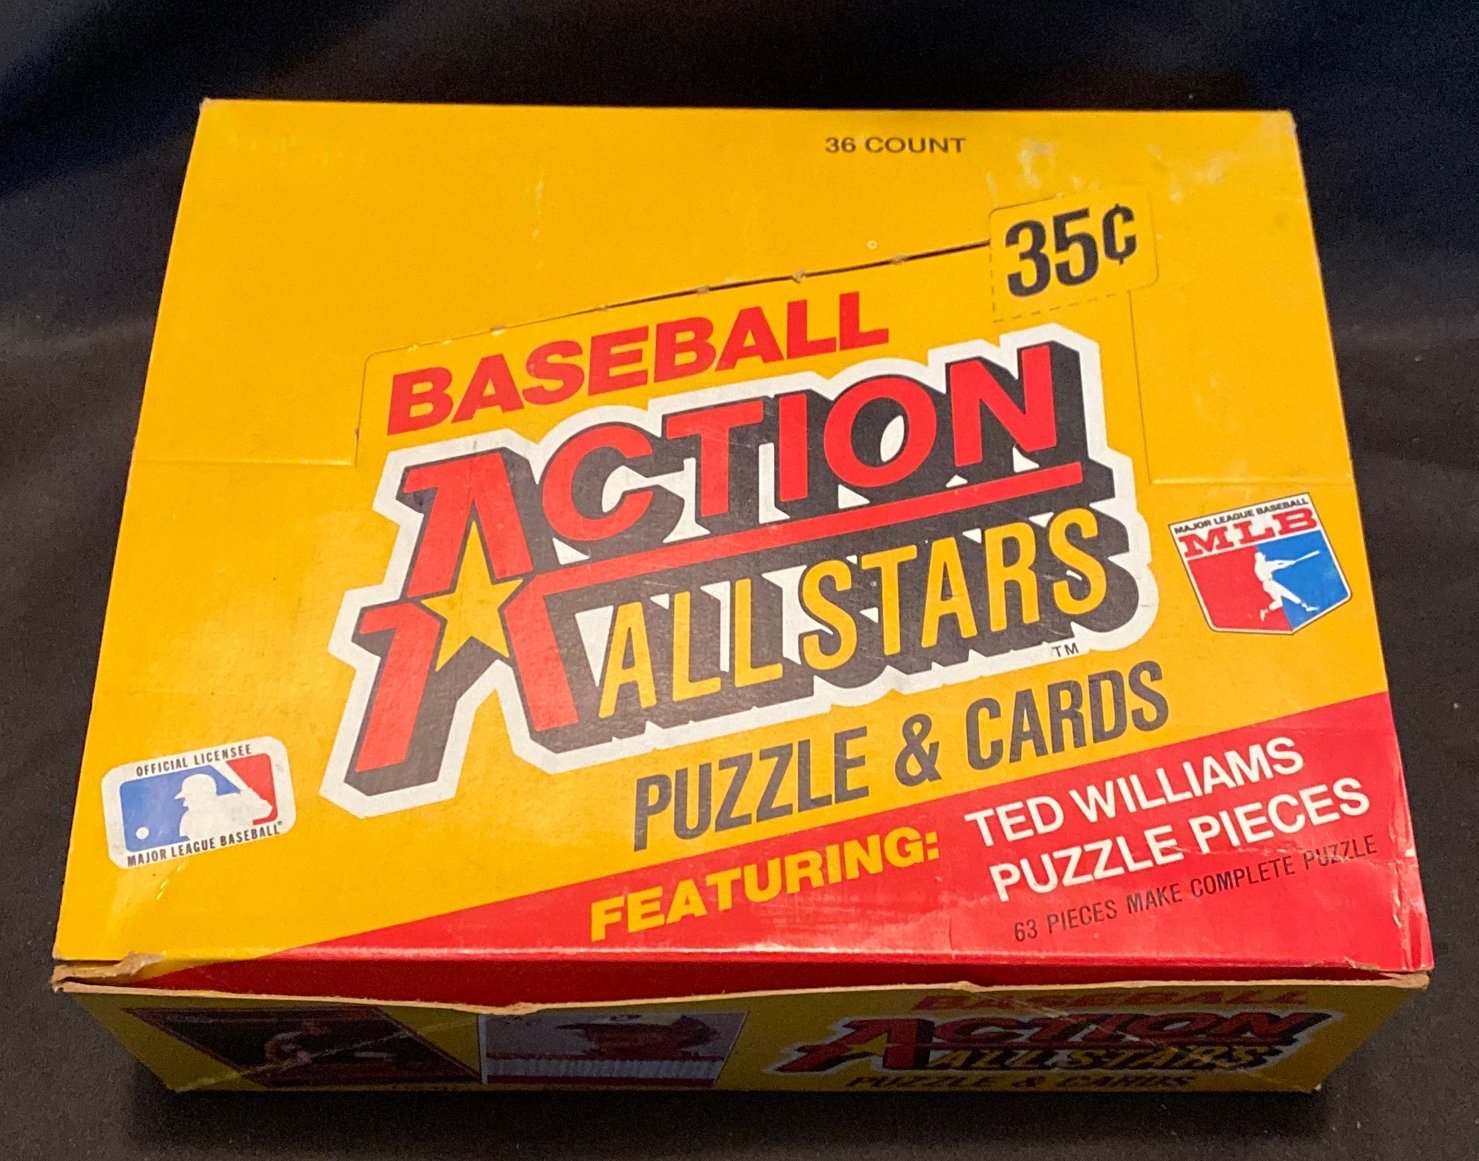 36 COUNT
35¢
BASEBALL
ACTION
ALL STARS
TM
PUZZLE & CARDS
MAJOR LEAGUE BASEBALL
MLB
OFFICIAL LICENSEE
MAJOR LEAGUE BASEBALL®
FEATURING:
TED WILLIAMS
PUZZLE PIECES
63 PIECES MAKE COMPLETE PUZZLE
BASEBALL
ACTION
ALL STARS
PUZZLE & CARDS